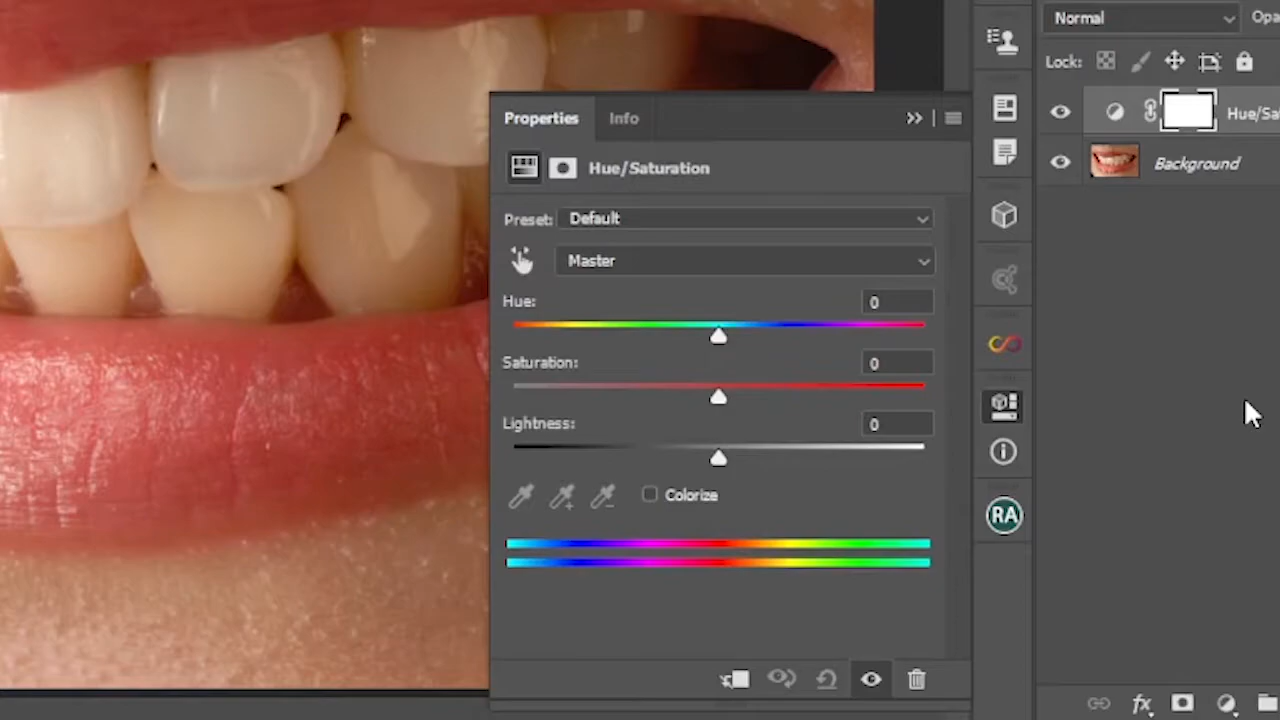 Normal
Opa
Lock:
Hue/Sa
Background
Properties
Info
Hue/Saturation
Preset:
Default
Master
Hue:
0
Saturation:
0
Lightness:
0
Colorize
RA
fx